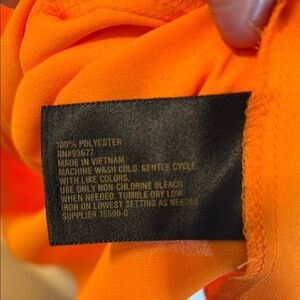 100% POLYESTER
RN#93677
MADE IN VIETNAM
MACHINE WASH COLD. GENTLE CYCLE
WITH LIKE COLORS.
USE ONLY NON-CHLORINE BLEACH
WHEN NEEDED. TUMBLE DRY LOW
IRON ON LOWEST SETTING AS NEEDED
SUPPLIER 75590-0